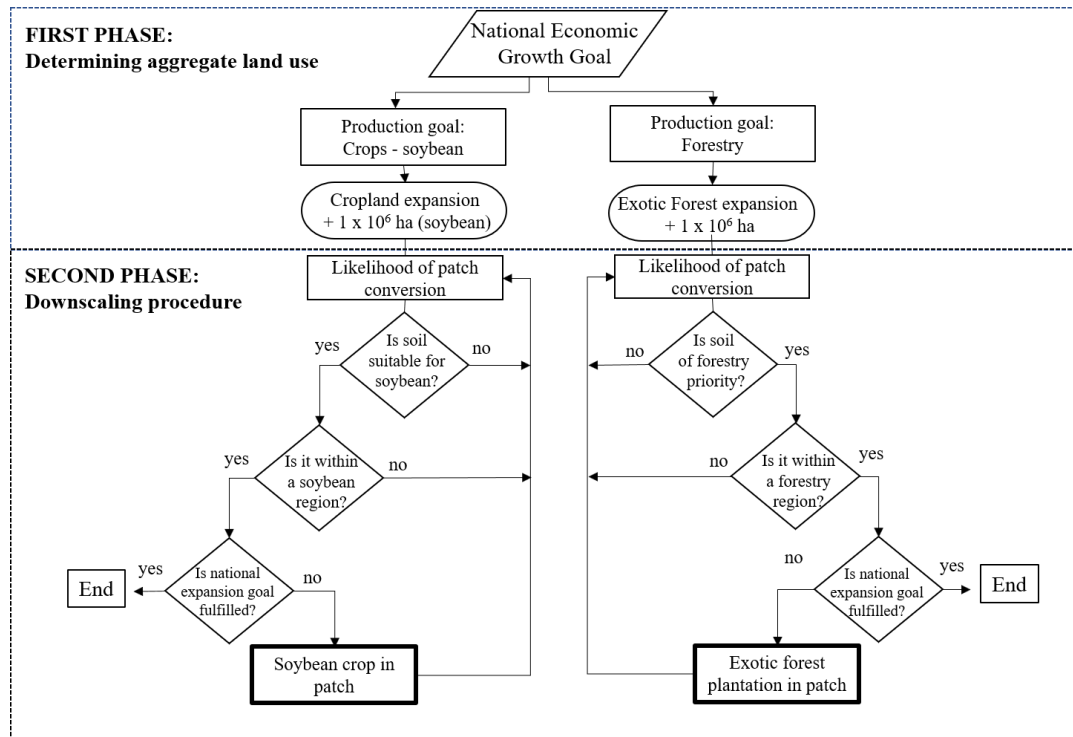 FIRST PHASE:
Determining aggregate land use
National Economic
Growth Goal
Production goal:
Crops - soybean
Production goal:
Forestry
Cropland expansion
+ 1 x 10⁶ ha (soybean)
Exotic Forest expansion
+ 1 x 10⁶ ha
SECOND PHASE:
Downscaling procedure
Likelihood of patch
conversion
Likelihood of patch
conversion
yes
Is soil
suitable for
soybean?
no
no
Is soil
of forestry
priority?
yes
yes
Is it within
a soybean
region?
no
no
Is it within
a forestry
region?
yes
End
yes
Is national
expansion goal
fulfilled?
no
no
Is national
expansion goal
fulfilled?
yes
End
Soybean crop in
patch
Exotic forest
plantation in patch